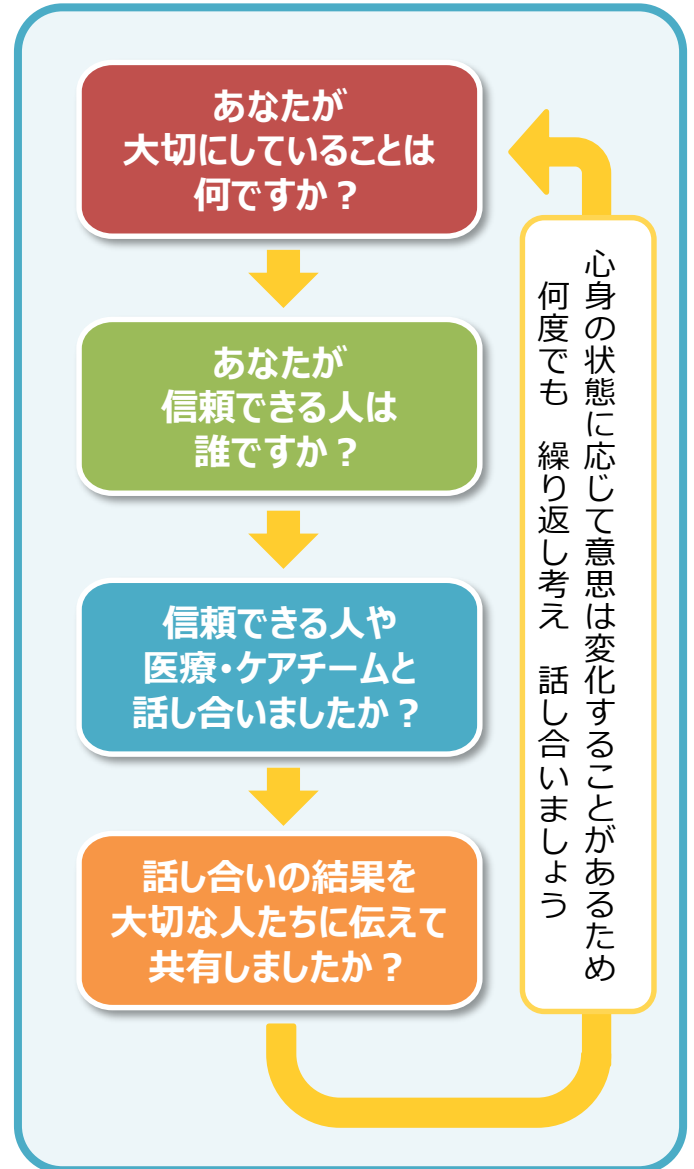 あなたが
大切にしていることは
何ですか？
あなたが
信頼できる人は
誰ですか？
信頼できる人や
医療・ケアチームと
話し合いましたか？
話し合いの結果を
大切な人たちに伝えて
共有しましたか？
心身の状態に応じて意思は変化することがあるため
何度でも　繰り返し考え　話し合いましょう